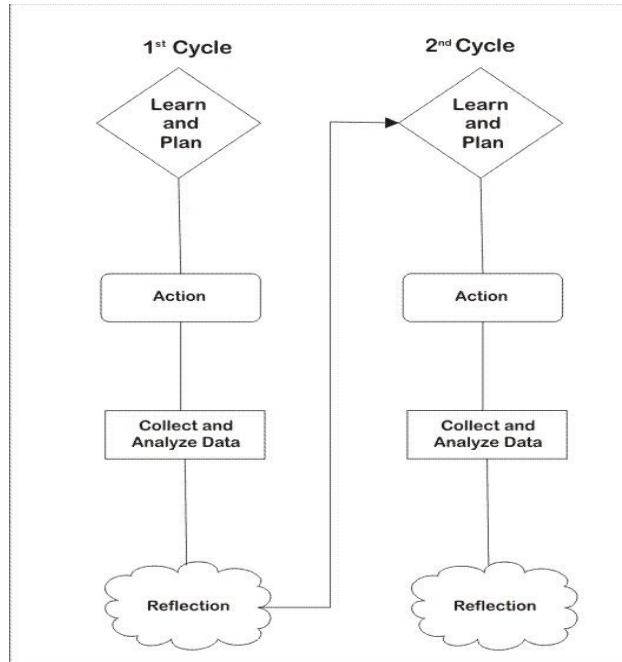 1st Cycle
Learn
and
Plan
Action
Collect and
Analyze Data
Reflection
2nd Cycle
Learn
and
Plan
Action
Collect and
Analyze Data
Reflection